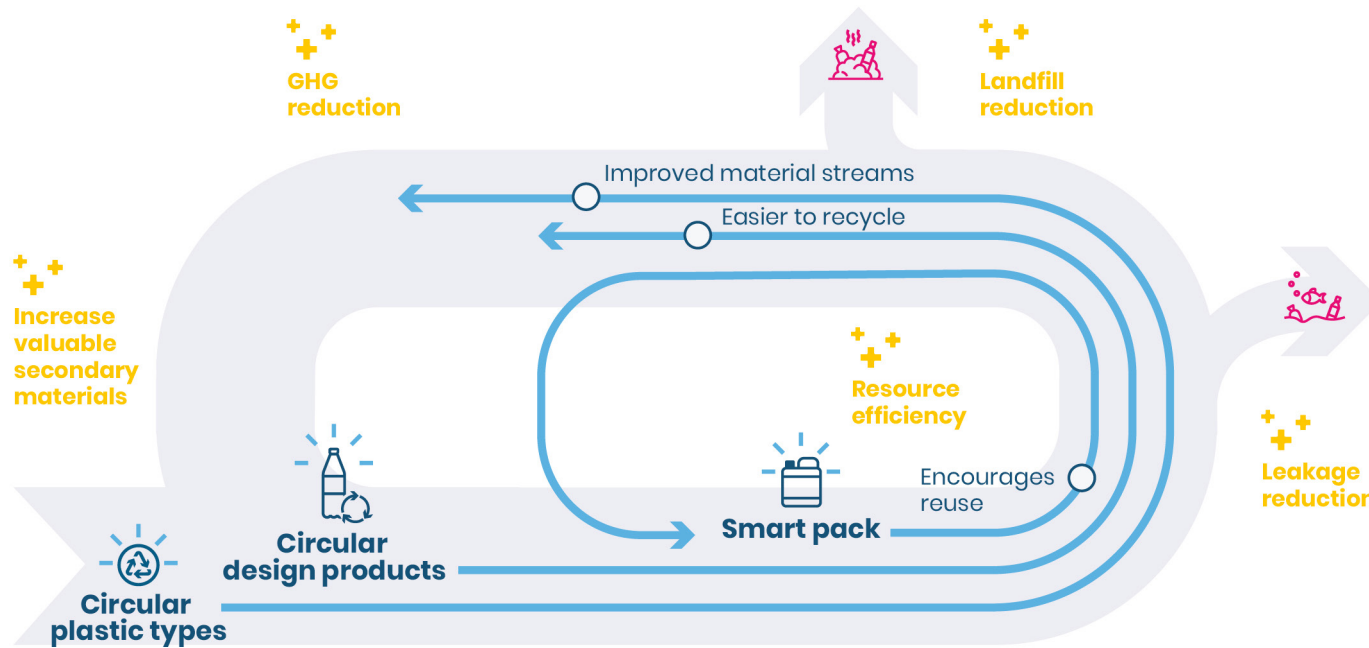 GHG
reduction
Landfill
reduction
Improved material streams
Easier to recycle
Increase
valuable
secondary
materials
Resource
efficiency
Leakage
reduction
Encourages
reuse
Smart pack
Circular
design products
Circular
plastic types